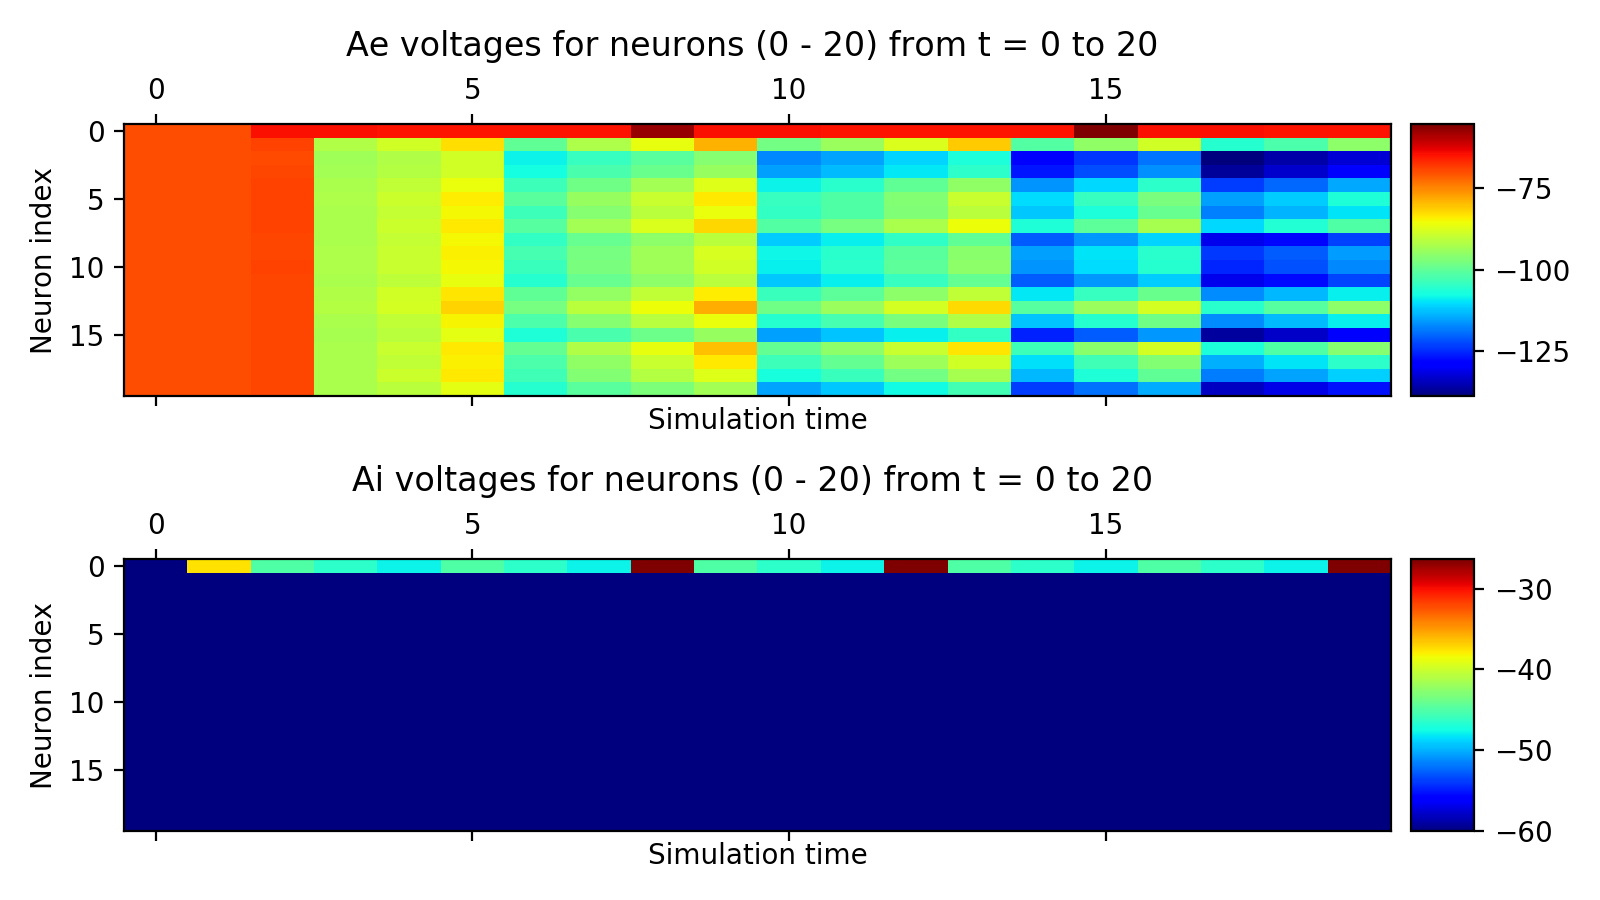 Ae voltages for neurons (0 - 20) from t = 0 to 20
0 5 10 15
0
5
10
15
Neuron index
Simulation time
−75
−100
−125
Ai voltages for neurons (0 - 20) from t = 0 to 20
0 5 10 15
0
5
10
15
Neuron index
Simulation time
−30
−40
−50
−60